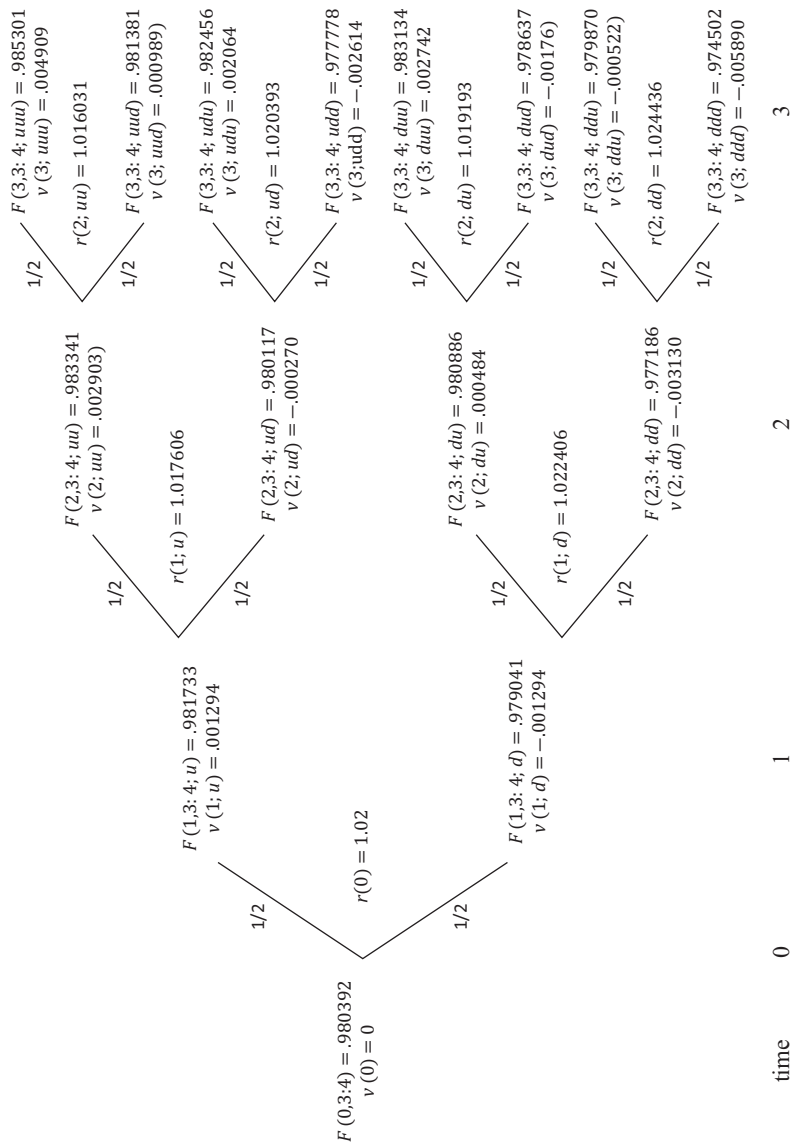 F (0,3:4) = .980392
v (0) = 0
1/2
r(0) = 1.02
1/2
F (1,3: 4; u) = .981733
v (1; u) = .001294
F (1,3: 4; d) = .979041
v (1; d) = −.001294
1/2
r(1; u) = 1.017606
1/2
1/2
r(1; d) = 1.022406
1/2
F (2,3: 4; uu) = .983341
v (2; uu) = .002903)
F (2,3: 4; ud) = .980117
v (2; ud) = −.000270
F (2,3: 4; du) = .980886
v (2; du) = .000484
F (2,3: 4; dd) = .977186
v (2; dd) = −.003130
1/2
r(2; uu) = 1.016031
1/2
1/2
r(2; ud) = 1.020393
1/2
1/2
r(2; du) = 1.019193
1/2
1/2
r(2; dd) = 1.024436
1/2
F (3,3: 4; uuu) = .985301
v (3; uuu) = .004909
F (3,3: 4; uud) = .981381
v (3; uud) = .000989)
F (3,3: 4; udu) = .982456
v (3; udu) = .002064
F (3,3: 4; udd) = .977778
v (3;udd) = −.002614
F (3,3: 4; duu) = .983134
v (3; duu) = .002742
F (3,3: 4; dud) = .978637
v (3; dud) = −.00176)
F (3,3: 4; ddu) = .979870
v (3; ddu) = −.000522)
F (3,3: 4; ddd) = .974502
v (3; ddd) = −.005890
time 0 1 2 3